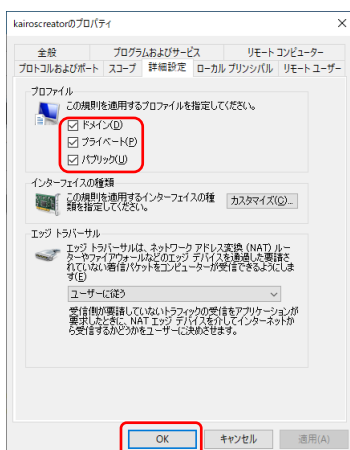 kairoscreatorのプロパティ
全般 プログラムおよびサービス リモート コンピューター
プロトコルおよびポート スコープ 詳細設定 ローカル プリンシパル リモート ユーザー
プロファイル
この規則を適用するプロファイルを指定してください。
ドメイン(D)
プライベート(P)
パブリック(U)
インターフェイスの種類
この規則を適用するインターフェイスの種
類を指定してください。
カスタマイズ(C)...
エッジ トラバーサル
エッジ トラバーサルは、ネットワーク アドレス変換 (NAT) ルー
ターやファイアウォールなどのエッジ デバイスを通過した要請さ
れていない着信パケットをコンピューターが受信できるようにしま
す(E)
ユーザーに従う
受信側が要請していないトラフィックの受信をアプリケーションが
要求したときに、NAT エッジ デバイスを介してインターネットか
ら受信するかどうかをユーザーに決めさせます。
OK キャンセル 適用(A)